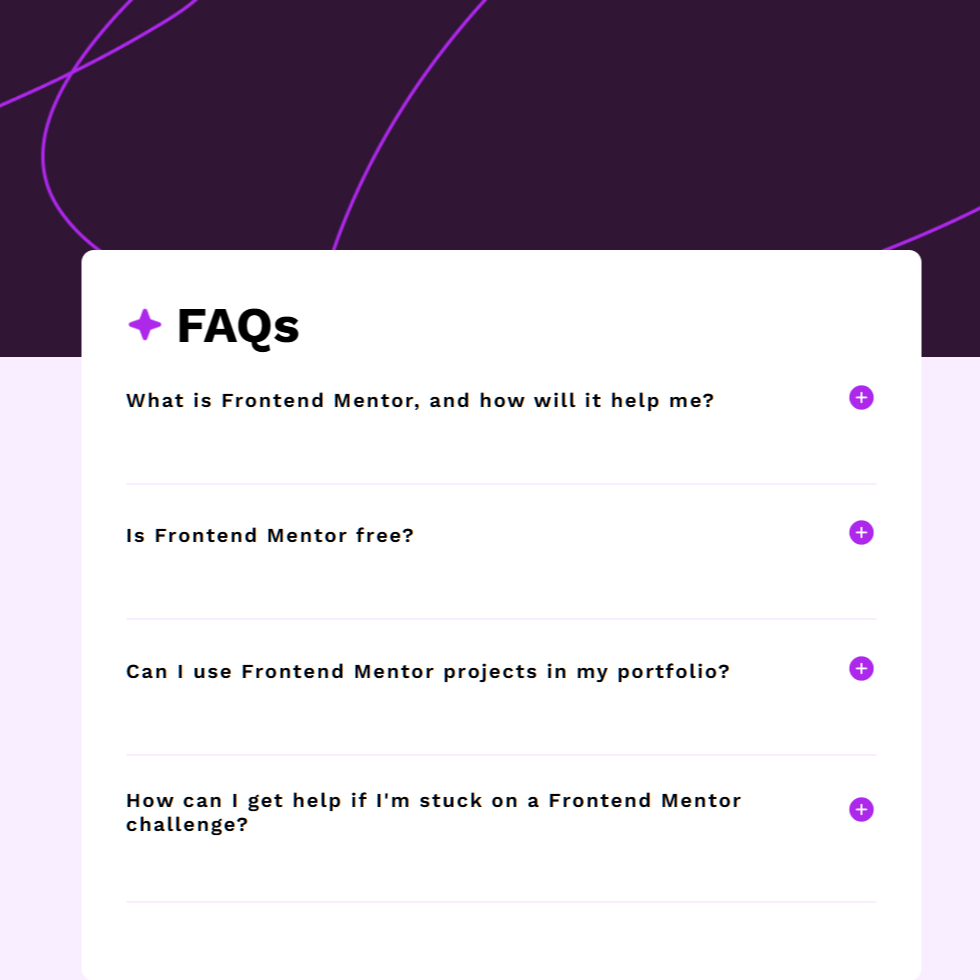 FAQs
What is Frontend Mentor, and how will it help me?
Is Frontend Mentor free?
Can I use Frontend Mentor projects in my portfolio?
How can I get help if I'm stuck on a Frontend Mentor
challenge?